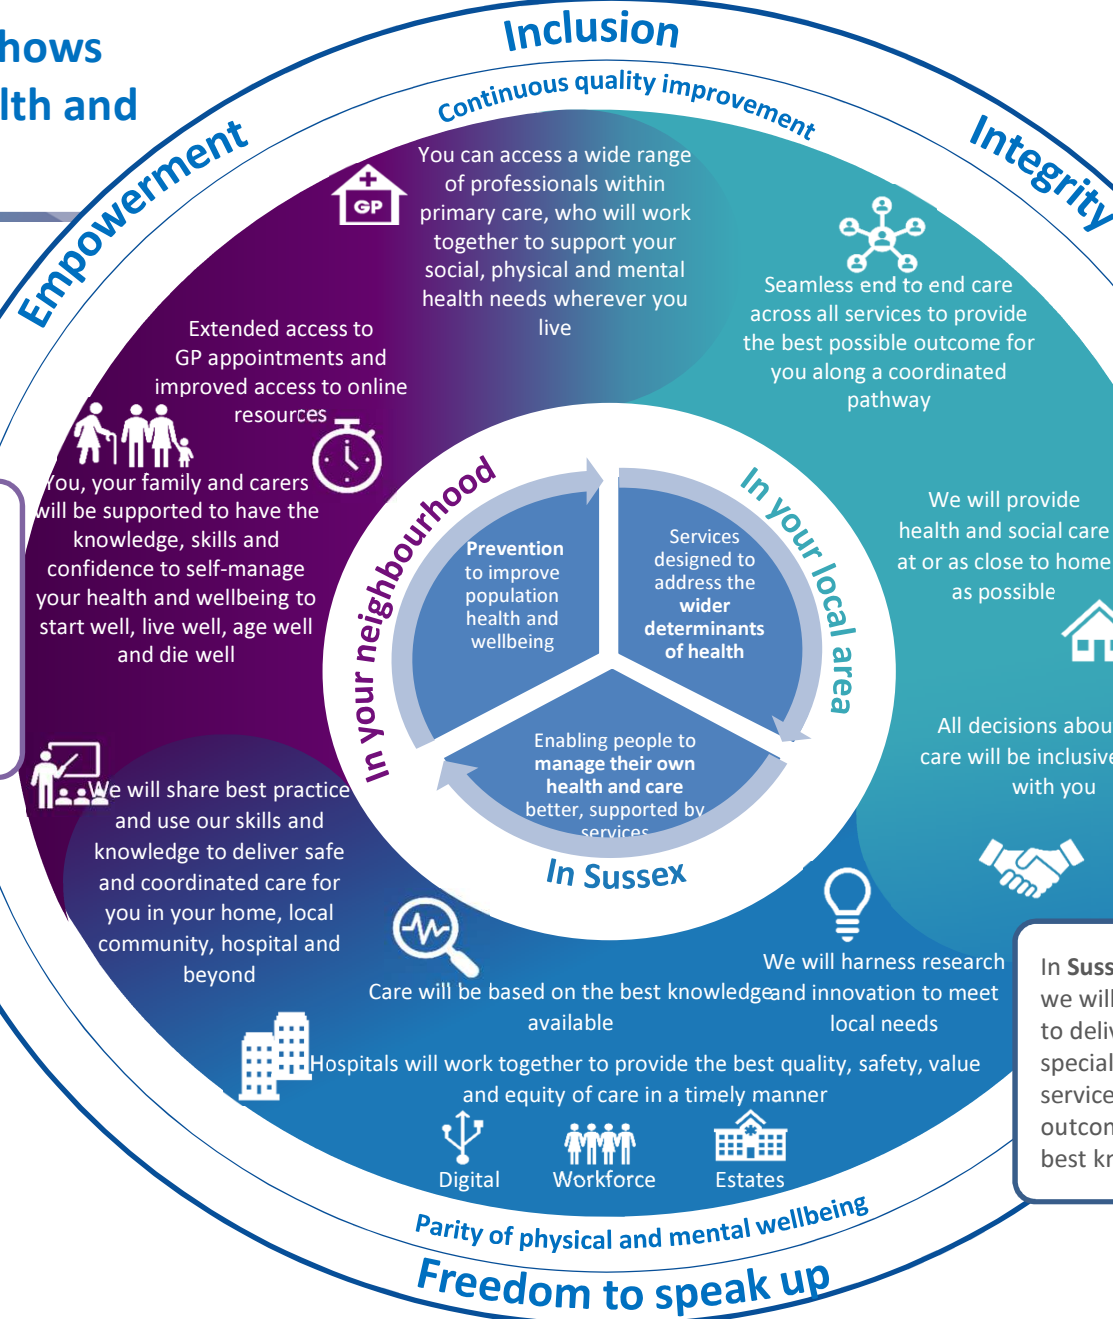 hows
lth and
Inclusion
Continuous quality improvement
Empowerment
Integrity
GP
You can access a wide range
of professionals within
primary care, who will work
together to support your
social, physical and mental
health needs wherever you
live
Seamless end to end care
across all services to provide
the best possible outcome for
you along a coordinated
pathway
Extended access to
GP appointments and
improved access to online
resources
You, your family and carers
will be supported to have the
knowledge, skills and
confidence to self-manage
your health and wellbeing to
start well, live well, age well
and die well
We will provide
health and social care
at or as close to home
as possible
In your neighbourhood
In your local area
Prevention
to improve
population
health and
wellbeing
Services
designed to
address the
wider
determinants
of health
Enabling people to
manage their own
health and care
better, supported by
services
In Sussex
All decisions abou
care will be inclusive
with you
We will share best practice
and use our skills and
knowledge to deliver safe
and coordinated care for
you in your home, local
community, hospital and
beyond
Care will be based on the best knowledge
available
We will harness research
and innovation to meet
local needs
Hospitals will work together to provide the best quality, safety, value
and equity of care in a timely manner
Digital
Workforce
Estates
In Suss
we will
to deliv
special
service
outcom
best kn
Parity of physical and mental wellbeing
Freedom to speak up